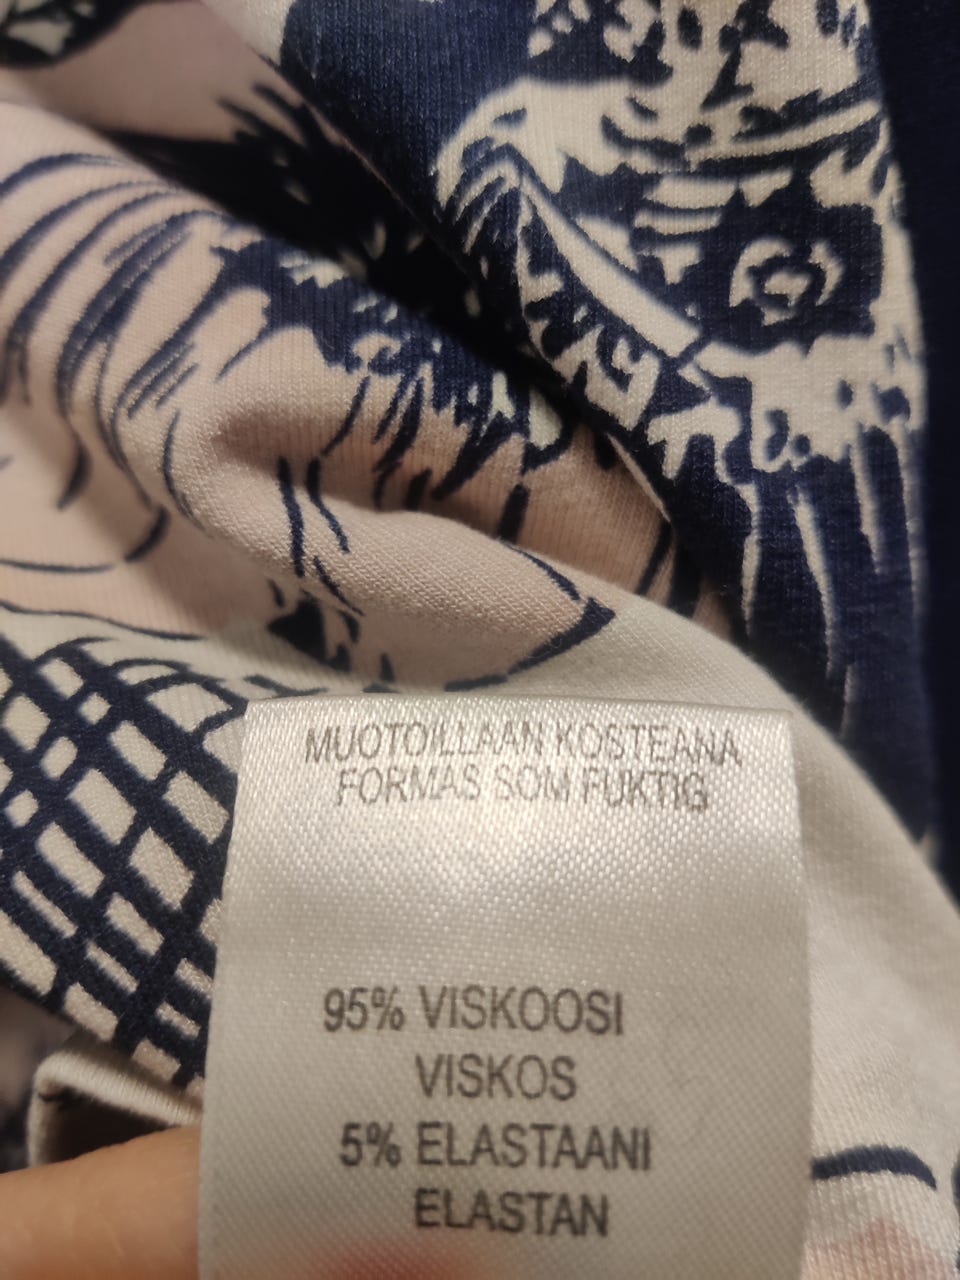 MUOTOILLAAN KOSTEANA
FORMAS SOM FUKTIG
95% VISKOOSI
VISKOS
5% ELASTAANI
ELASTAN